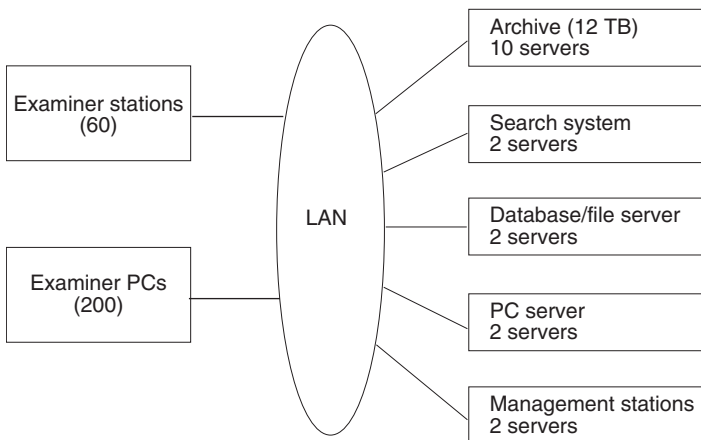 Examiner stations
(60)
Examiner PCs
(200)
LAN
Archive (12 TB)
10 servers
Search system
2 servers
Database/file server
2 servers
PC server
2 servers
Management stations
2 servers